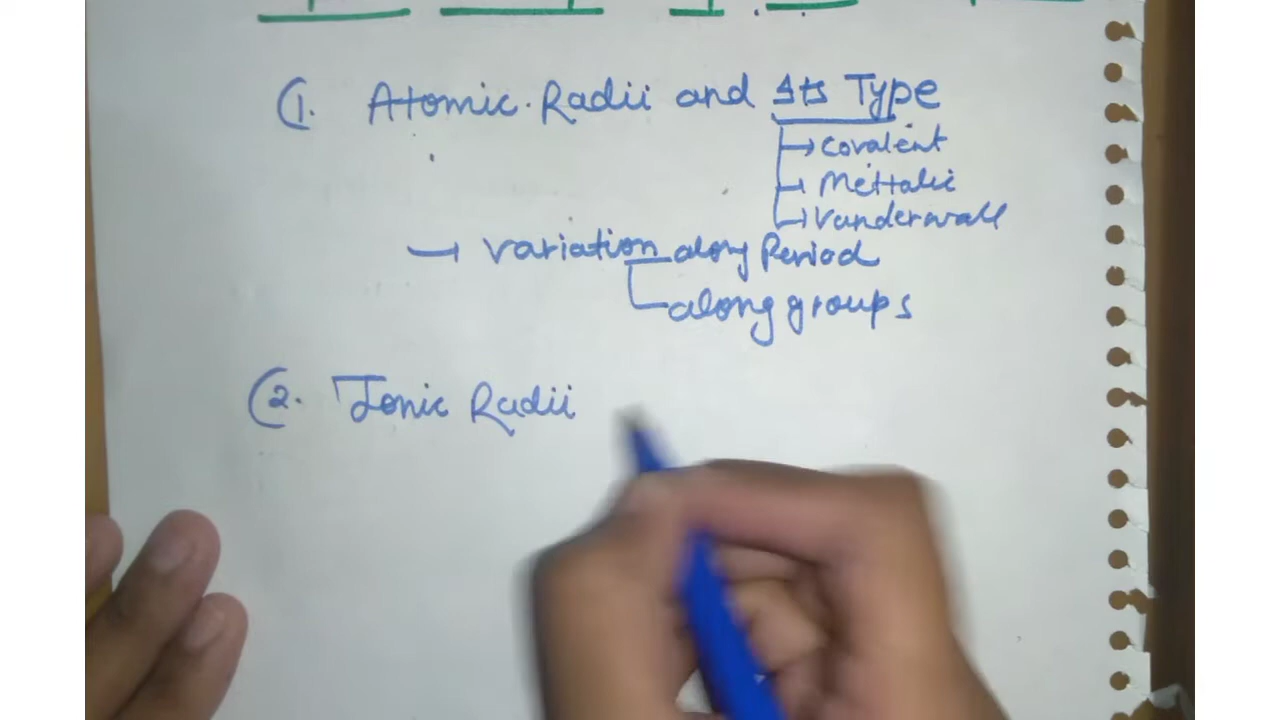 (1. Atomic Radii and Its Type
→ Covalent
→ Mettalic
→ Vanderwall
→ Variation along Period
along groups
(2. Ionic Radii